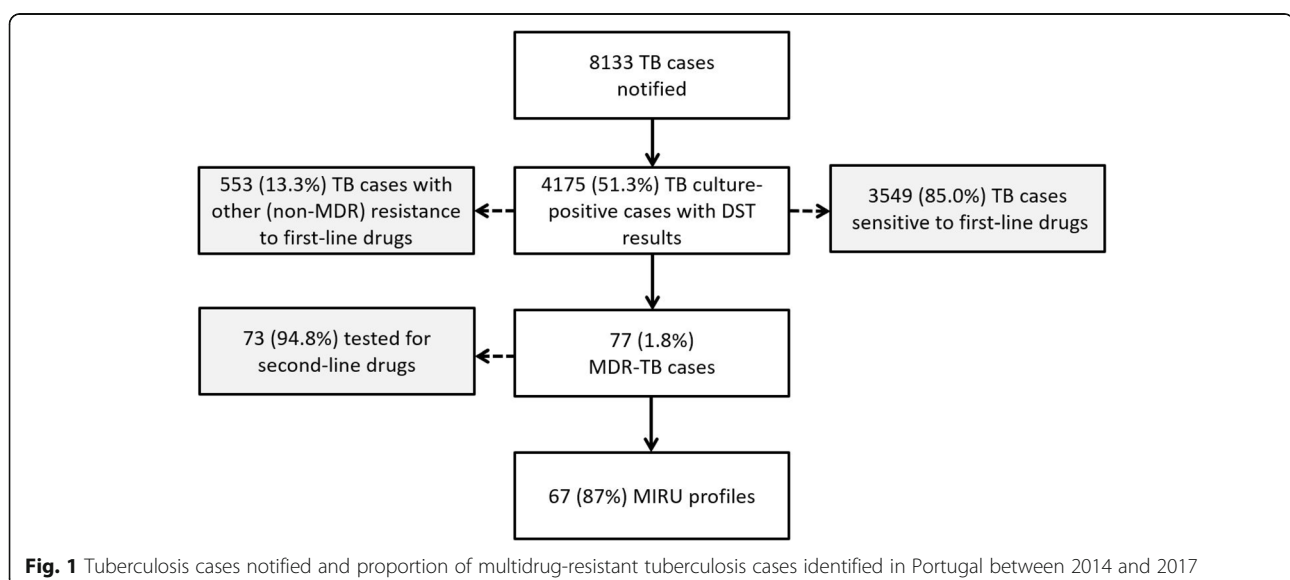 8133 TB cases
notified
553 (13.3%) TB cases with
other (non-MDR) resistance
to first-line drugs
4175 (51.3%) TB culture-
positive cases with DST
results
3549 (85.0%) TB cases
sensitive to first-line drugs
73 (94.8%) tested for
second-line drugs
77 (1.8%)
MDR-TB cases
67 (87%) MIRU profiles
Fig. 1 Tuberculosis cases notified and proportion of multidrug-resistant tuberculosis cases identified in Portugal between 2014 and 2017